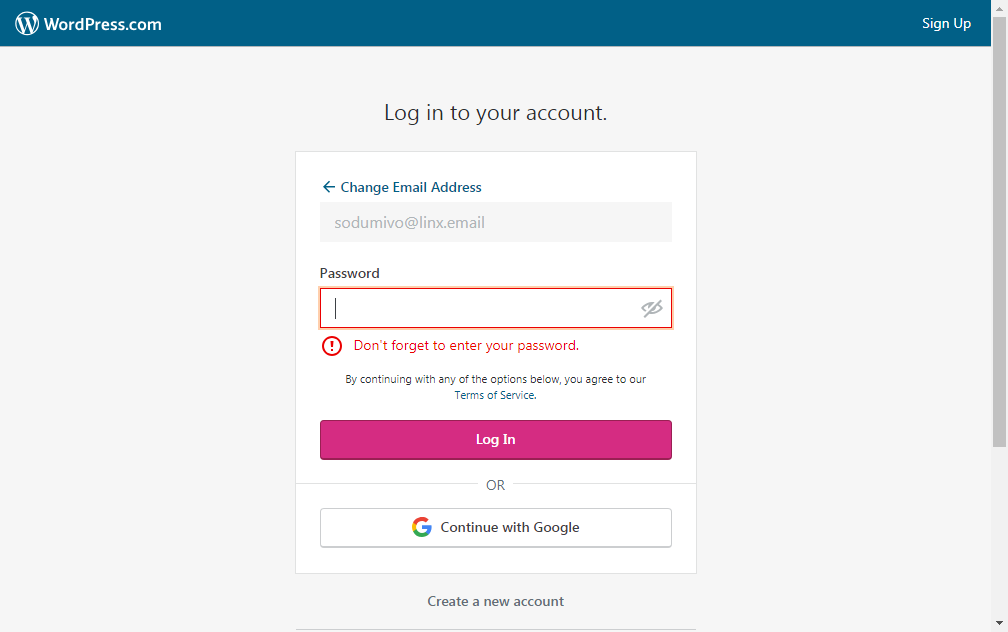 WordPress.com
Sign Up
Log in to your account.
Change Email Address
sodumivo@linx.email
Password
Don't forget to enter your password.
By continuing with any of the options below, you agree to our
Terms of Service.
Log In
OR
Continue with Google
Create a new account